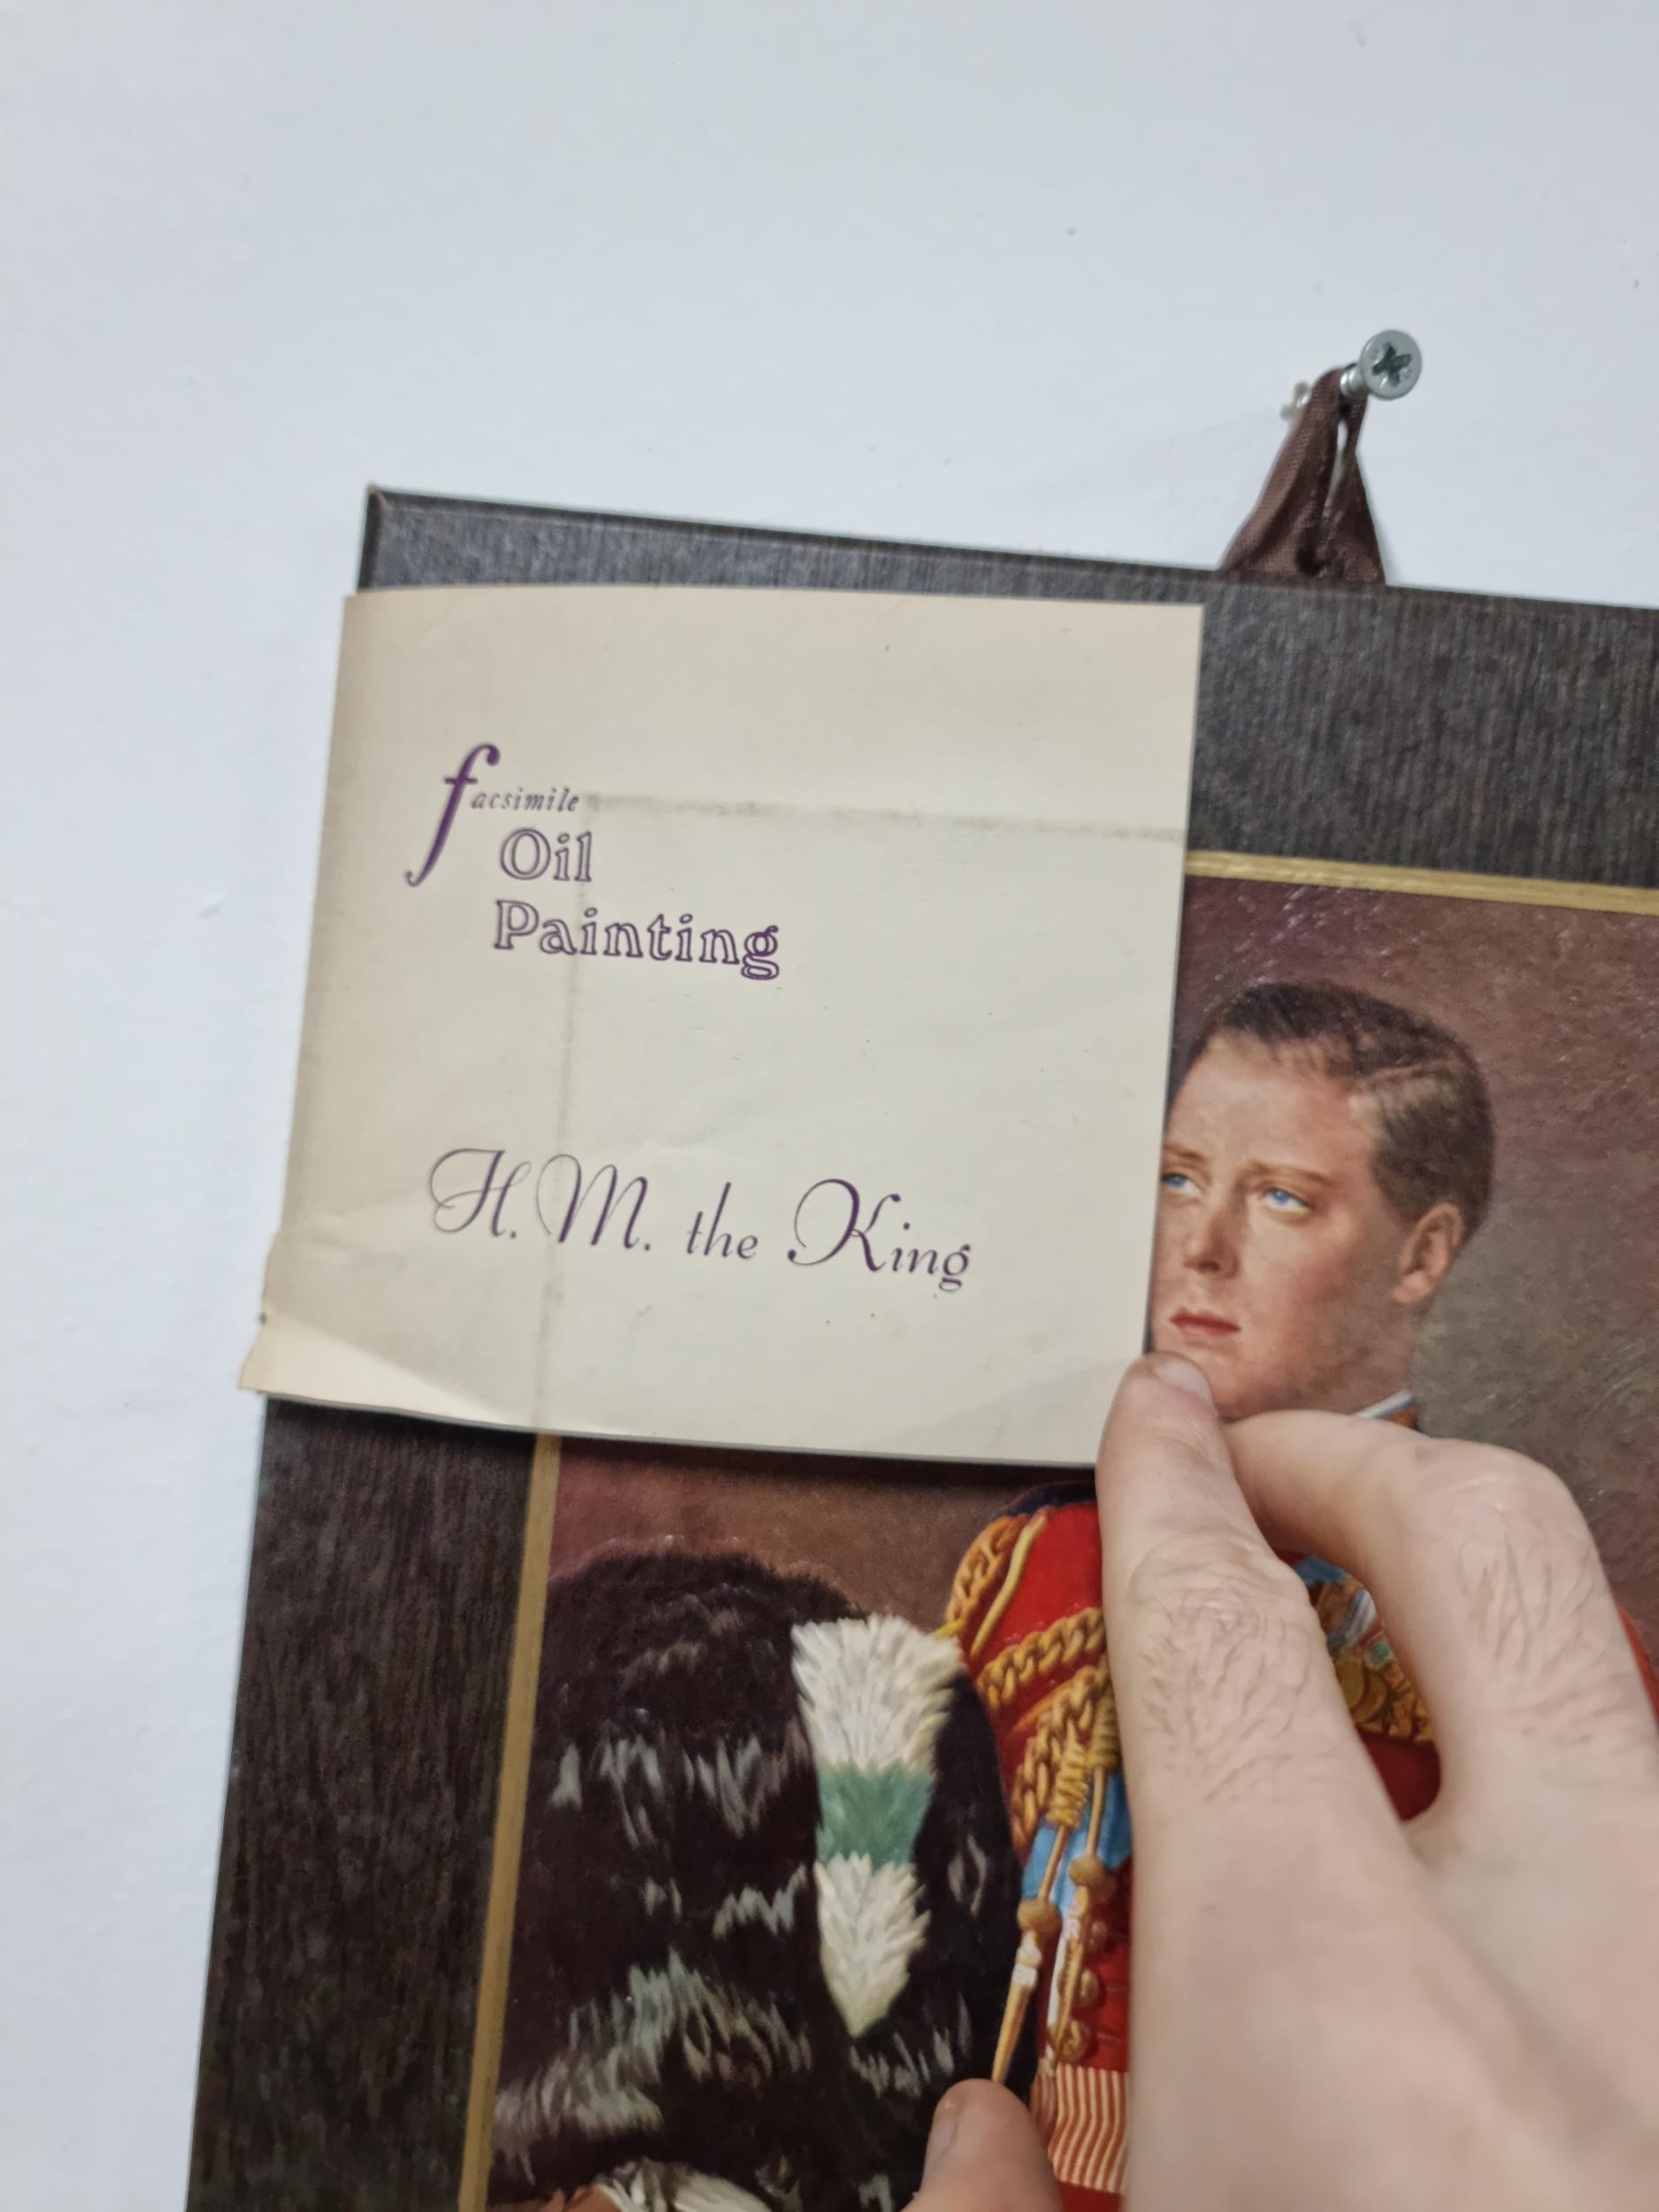 facsimile
Oil
Painting
H.M. the King